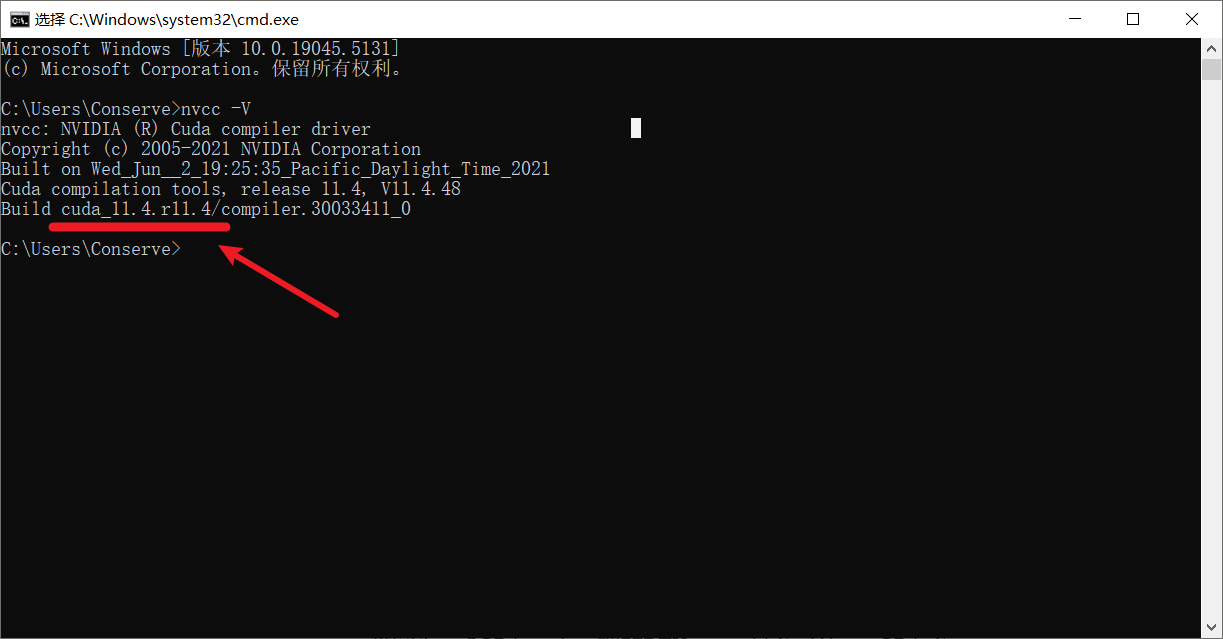 选择 C:\Windows\system32\cmd.exe
Microsoft Windows [版本 10.0.19045.5131]
(c) Microsoft Corporation。保留所有权利。
C:\Users\Conserve>nvcc -V
nvcc: NVIDIA (R) Cuda compiler driver
Copyright (c) 2005-2021 NVIDIA Corporation
Built on Wed_Jun__2_19:25:35_Pacific_Daylight_Time_2021
Cuda compilation tools, release 11.4, V11.4.48
Build cuda_11.4.r11.4/compiler.30033411_0
C:\Users\Conserve>